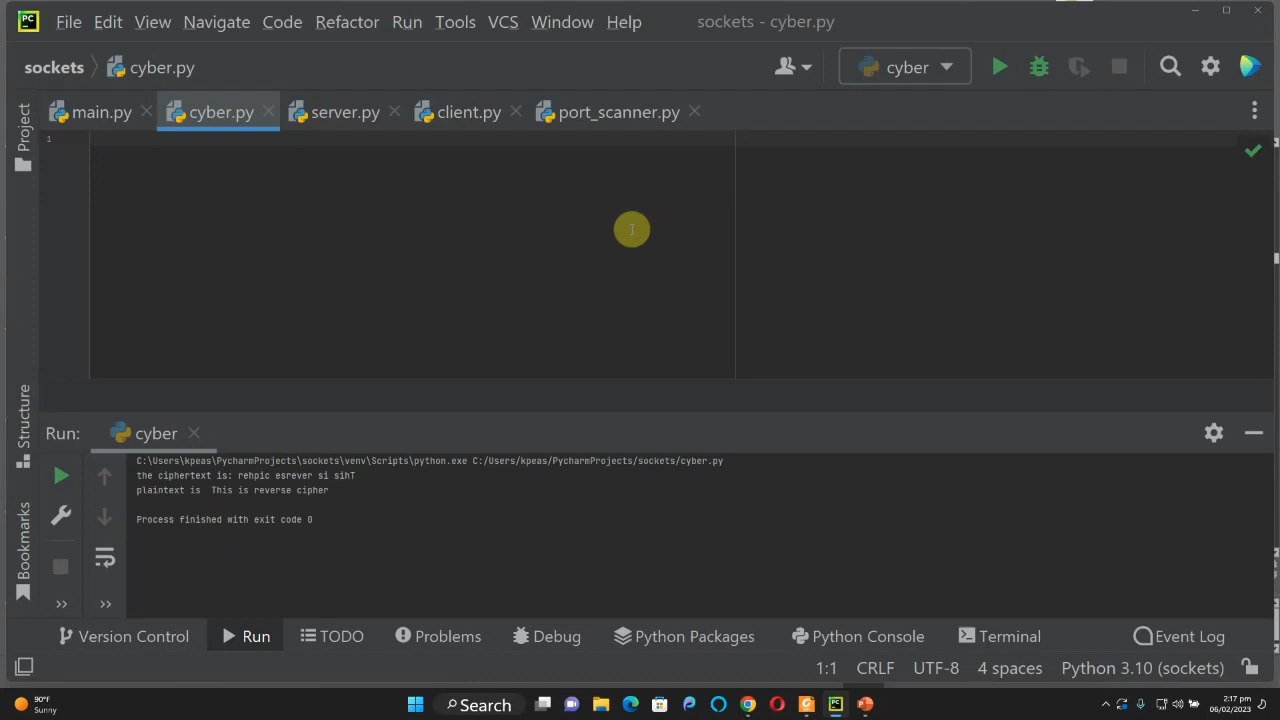 PC File Edit View Navigate Code Refactor Run Tools VCS Window Help sockets - cyber.py
sockets cyber.py cyber
main.py cyber.py server.py client.py port_scanner.py
1
Project
Structure
Bookmarks
Run: cyber
C:\Users\kpeas\PycharmProjects\sockets\venv\Scripts\python.exe C:/Users/kpeas/PycharmProjects/sockets/cyber.py
the ciphertext is: rehpic esrever si sihT
plaintext is  This is reverse cipher
Process finished with exit code 0
>> >>
Version Control Run TODO Problems Debug Python Packages Python Console Terminal Event Log
1:1 CRLF UTF-8 4 spaces Python 3.10 (sockets)
90°F
Sunny
Search
2:17 pm
06/02/2023